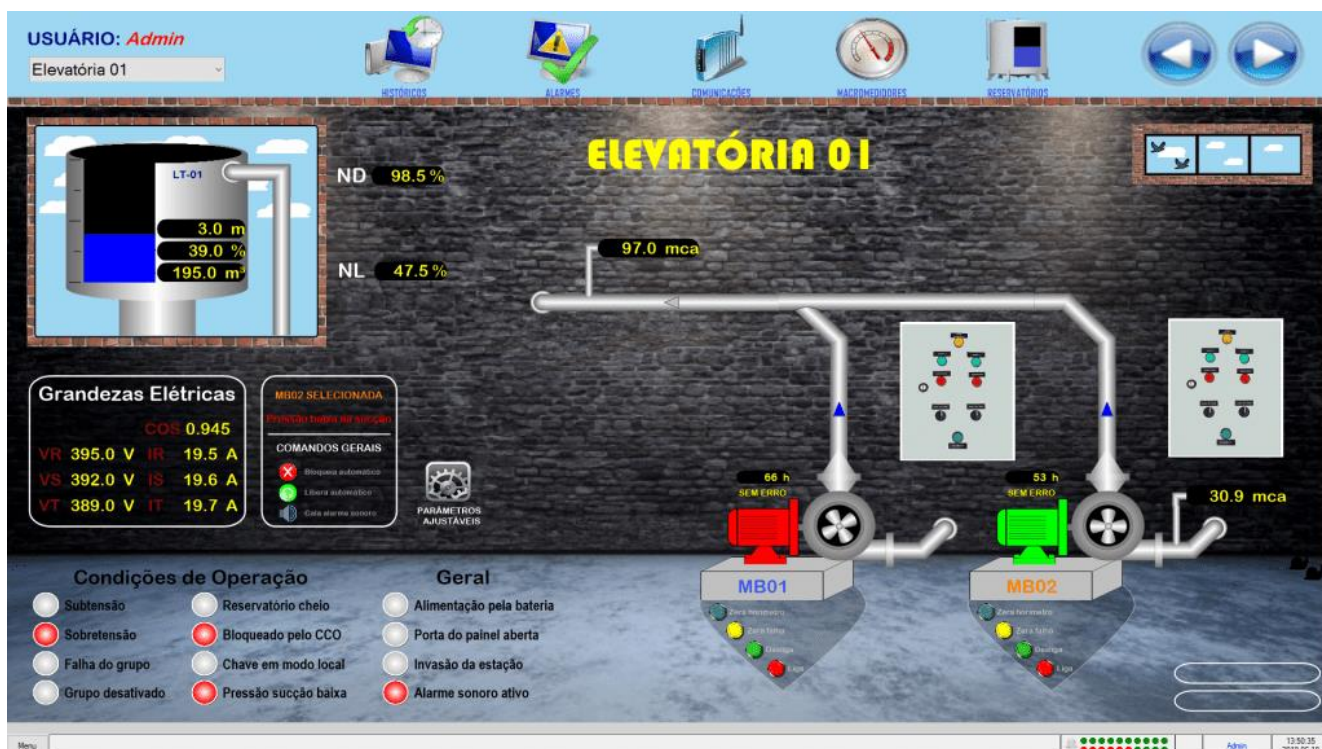 USUÁRIO: Admin
Elevatória 01
HISTÓRICOS
ALARMES
COMUNICAÇÕES
MACROMEDIDORES
RESERVATÓRIOS
ELEVATÓRIA 01
LT-01
3.0 m
39.0 %
195.0 m³
ND 98.5 %
NL 47.5 %
97.0 mca
Grandezas Elétricas
COS 0.945
VR 395.0 V IR 19.5 A
VS 392.0 V IS 19.6 A
VT 389.0 V IT 19.7 A
MB02 SELECIONADA
Pressão baixa na sucção
COMANDOS GERAIS
Bloqueia automático
Libera automático
Cala alarme sonoro
PARÂMETROS
AJUSTÁVEIS
66 h
SEM ERRO
53 h
SEM ERRO
30.9 mca
MB01
Zera horímetro
Zera falha
Desliga
Liga
MB02
Zera horímetro
Zera falha
Desliga
Liga
Condições de Operação
Subtensão
Sobretensão
Falha do grupo
Grupo desativado
Reservatório cheio
Bloqueado pelo CCO
Chave em modo local
Pressão sucção baixa
Geral
Alimentação pela bateria
Porta do painel aberta
Invasão da estação
Alarme sonoro ativo
Menu
Admin
13:50:35